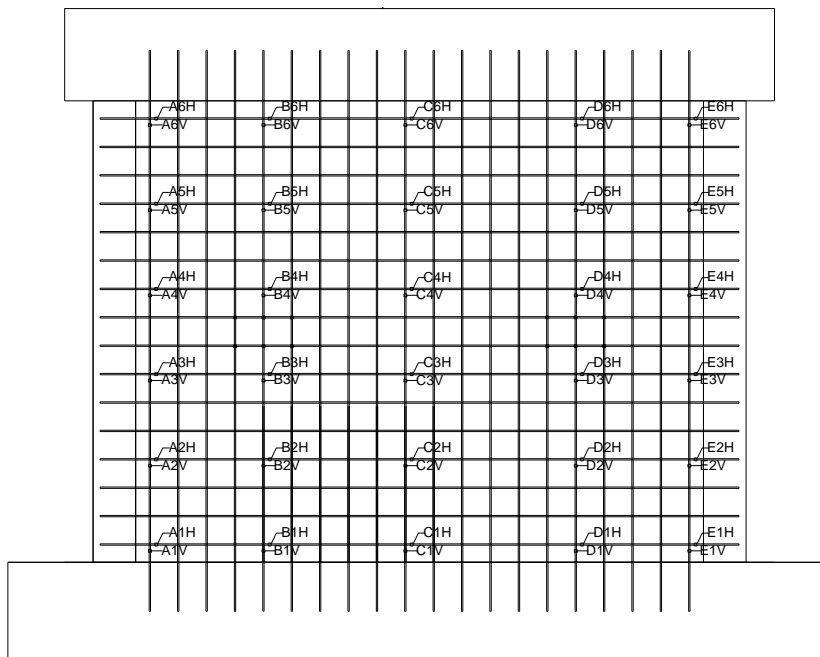 A6H B6H C6H D6H E6H
A6V B6V C6V D6V E6V
A5H B5H C5H D5H E5H
A5V B5V C5V D5V E5V
A4H B4H C4H D4H E4H
A4V B4V C4V D4V E4V
A3H B3H C3H D3H E3H
A3V B3V C3V D3V E3V
A2H B2H C2H D2H E2H
A2V B2V C2V D2V E2V
A1H B1H C1H D1H E1H
A1V B1V C1V D1V E1V